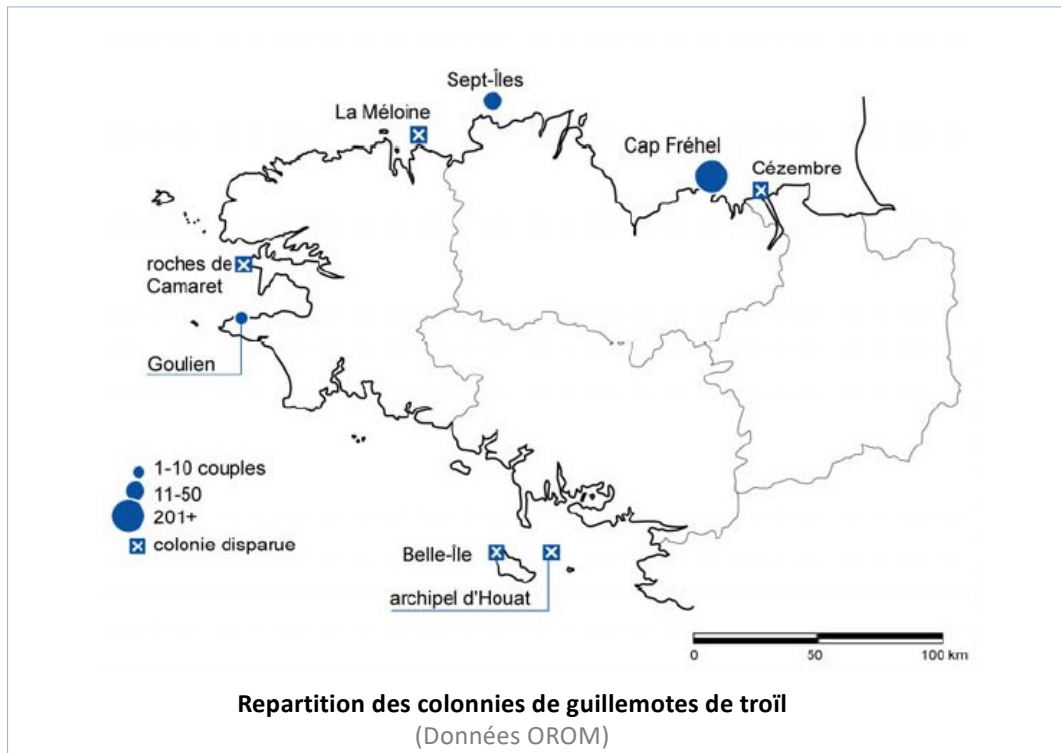 Sept-Îles
La Méloine
Cap Fréhel
Cézembre
roches de
Camaret
Goulien
1-10 couples
11-50
201+
colonie disparue
Belle-Île
archipel d'Houat
0 50 100 km
Repartition des colonnies de guillemotes de troïl
(Données OROM)